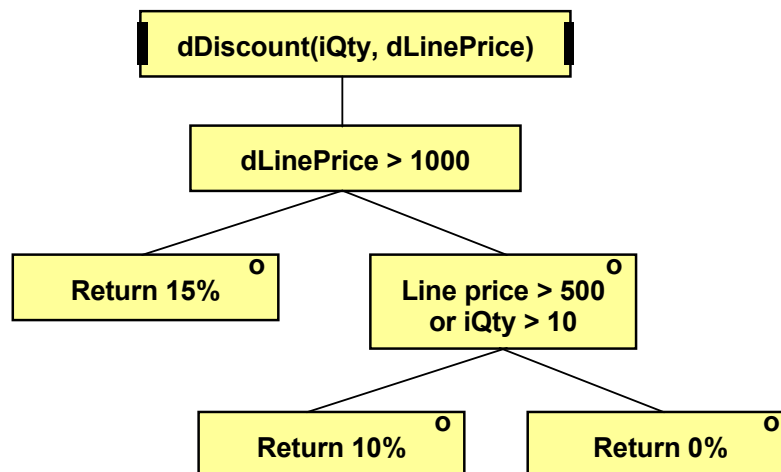 dDiscount(iQty, dLinePrice)
dLinePrice > 1000
o
Return 15%
o
Line price > 500
or iQty > 10
o
Return 10%
o
Return 0%